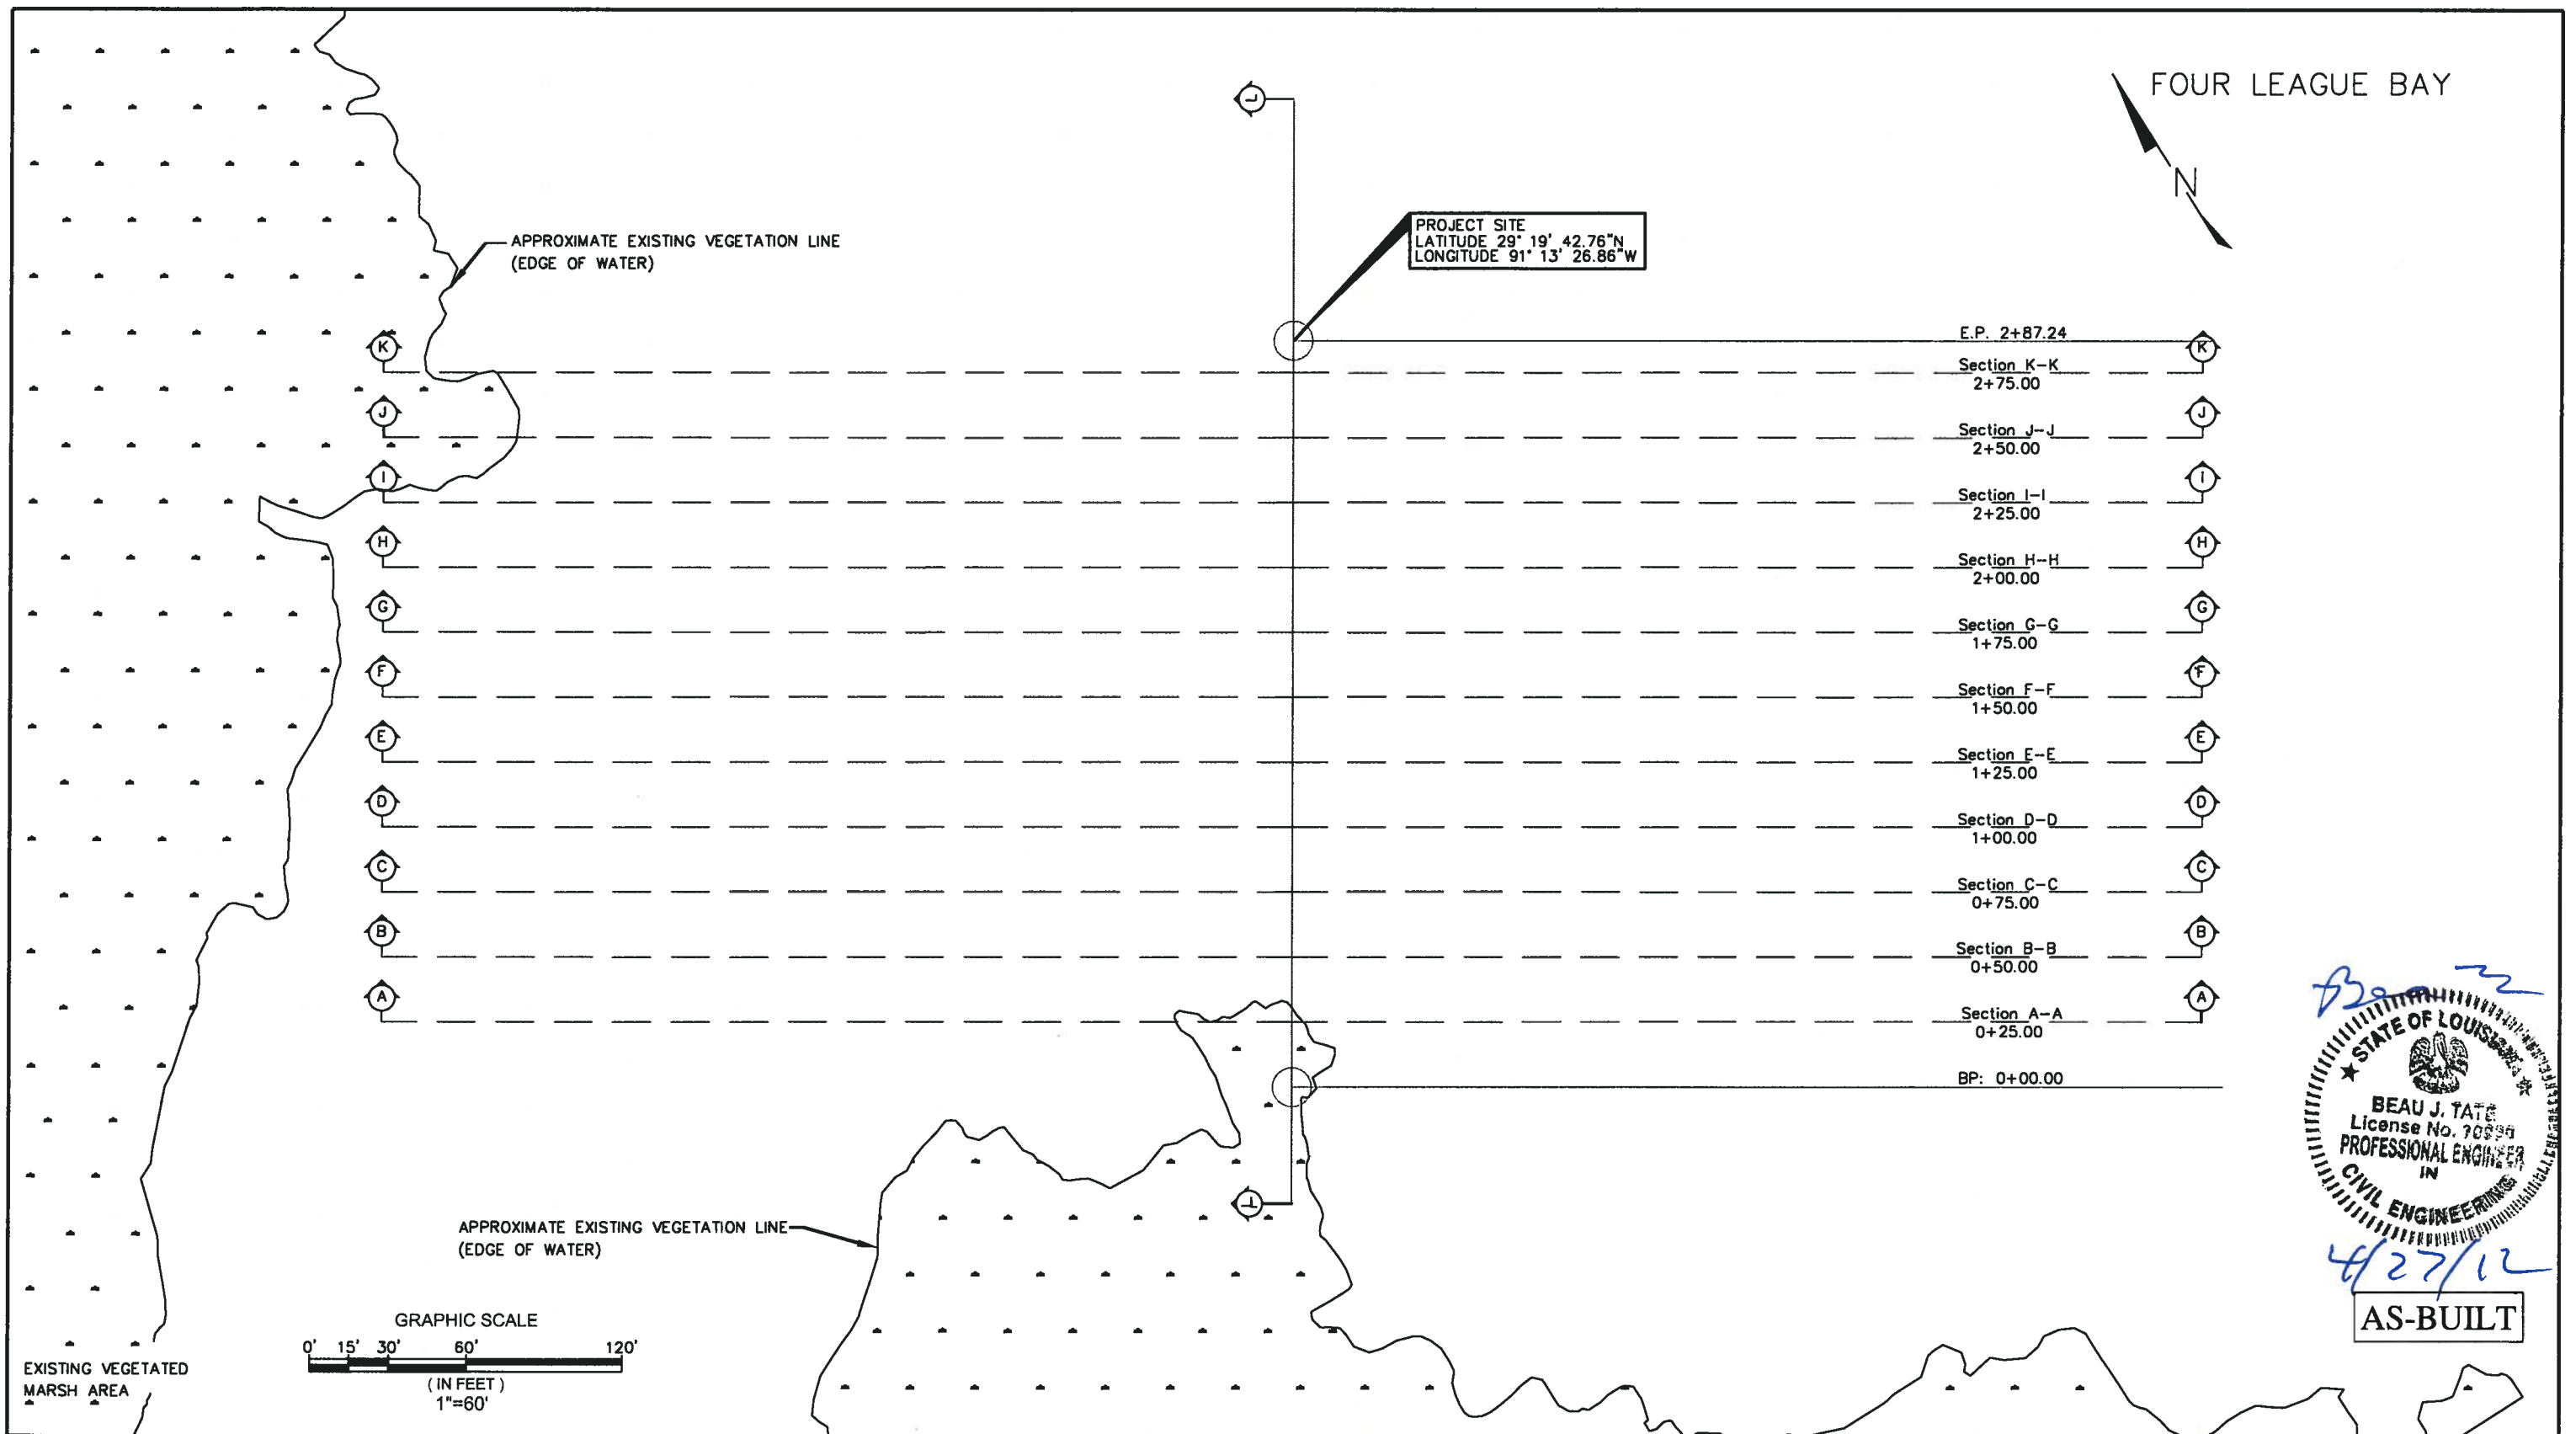 FOUR LEAGUE BAY
N
L
PROJECT SITE
LATITUDE 29° 19' 42.76"N
LONGITUDE 91° 13' 26.86"W
APPROXIMATE EXISTING VEGETATION LINE
(EDGE OF WATER)
E.P. 2+87.24
K K
Section K-K
2+75.00
J J
Section J-J
2+50.00
I I
Section I-I
2+25.00
H H
Section H-H
2+00.00
G G
Section G-G
1+75.00
F F
Section F-F
1+50.00
E E
Section E-E
1+25.00
D D
Section D-D
1+00.00
C C
Section C-C
0+75.00
B B
Section B-B
0+50.00
A A
Section A-A
0+25.00
BP: 0+00.00
L
APPROXIMATE EXISTING VEGETATION LINE
(EDGE OF WATER)
STATE OF LOUISIANA
BEAU J. TATE
License No.
PROFESSIONAL ENGINEER
IN
CIVIL ENGINEERING
4/27/12
AS-BUILT
GRAPHIC SCALE
0' 15' 30' 60' 120'
( IN FEET )
1"=60'
EXISTING VEGETATED
MARSH AREA